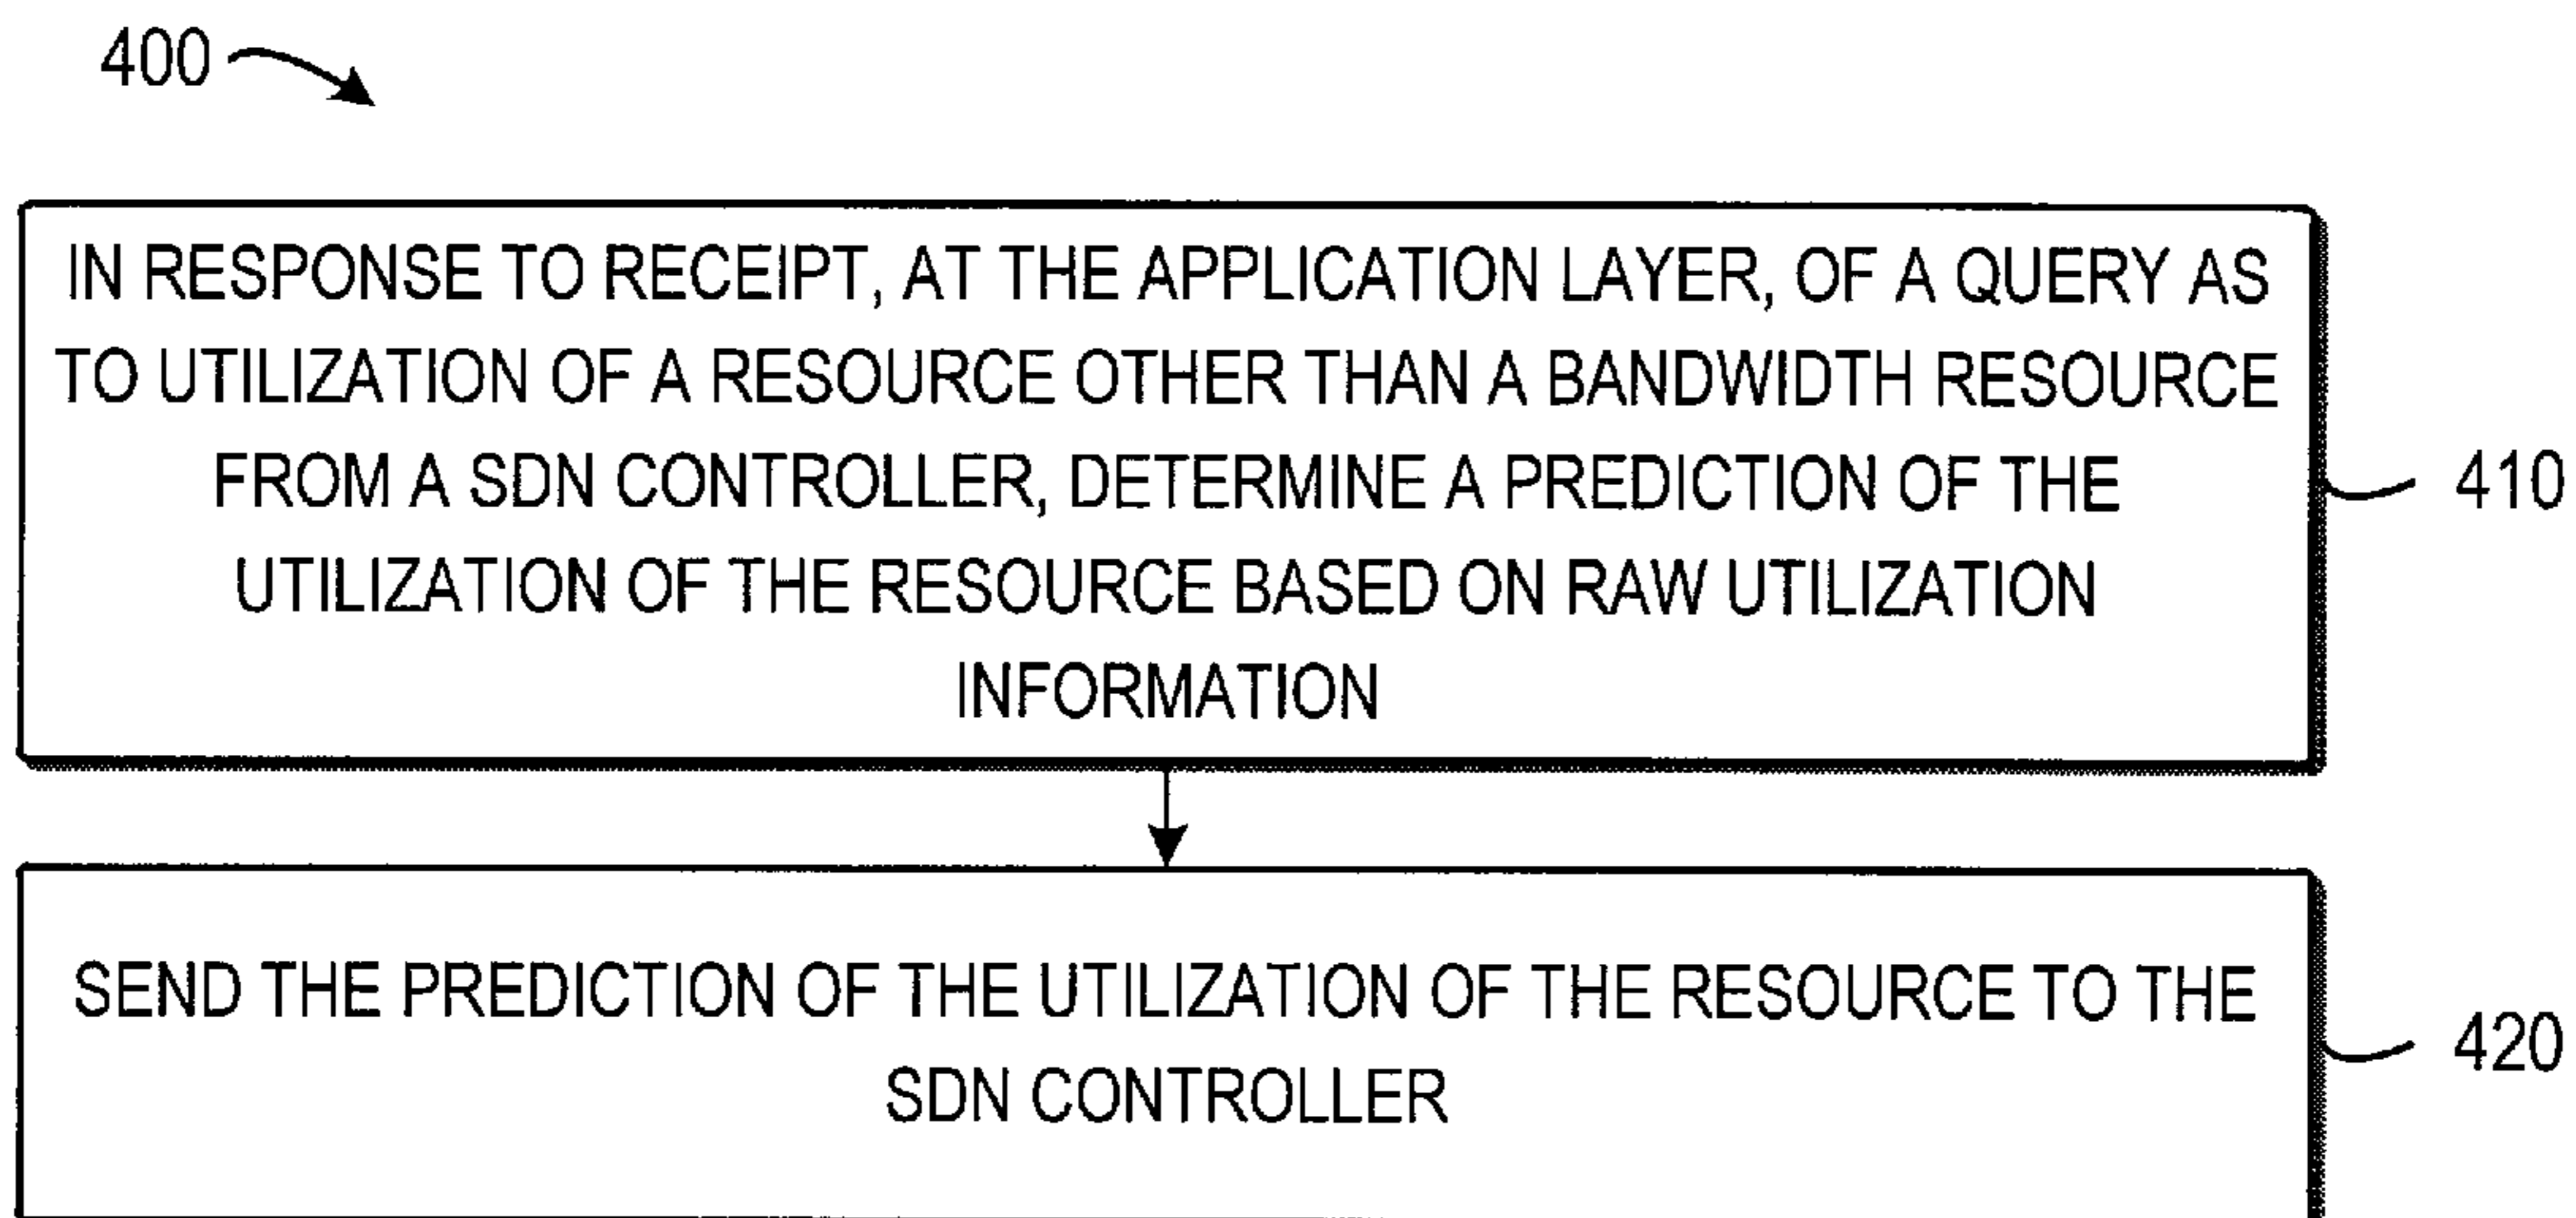 400
IN RESPONSE TO RECEIPT, AT THE APPLICATION LAYER, OF A QUERY AS
TO UTILIZATION OF A RESOURCE OTHER THAN A BANDWIDTH RESOURCE
FROM A SDN CONTROLLER, DETERMINE A PREDICTION OF THE
UTILIZATION OF THE RESOURCE BASED ON RAW UTILIZATION
INFORMATION
410
SEND THE PREDICTION OF THE UTILIZATION OF THE RESOURCE TO THE
SDN CONTROLLER
420